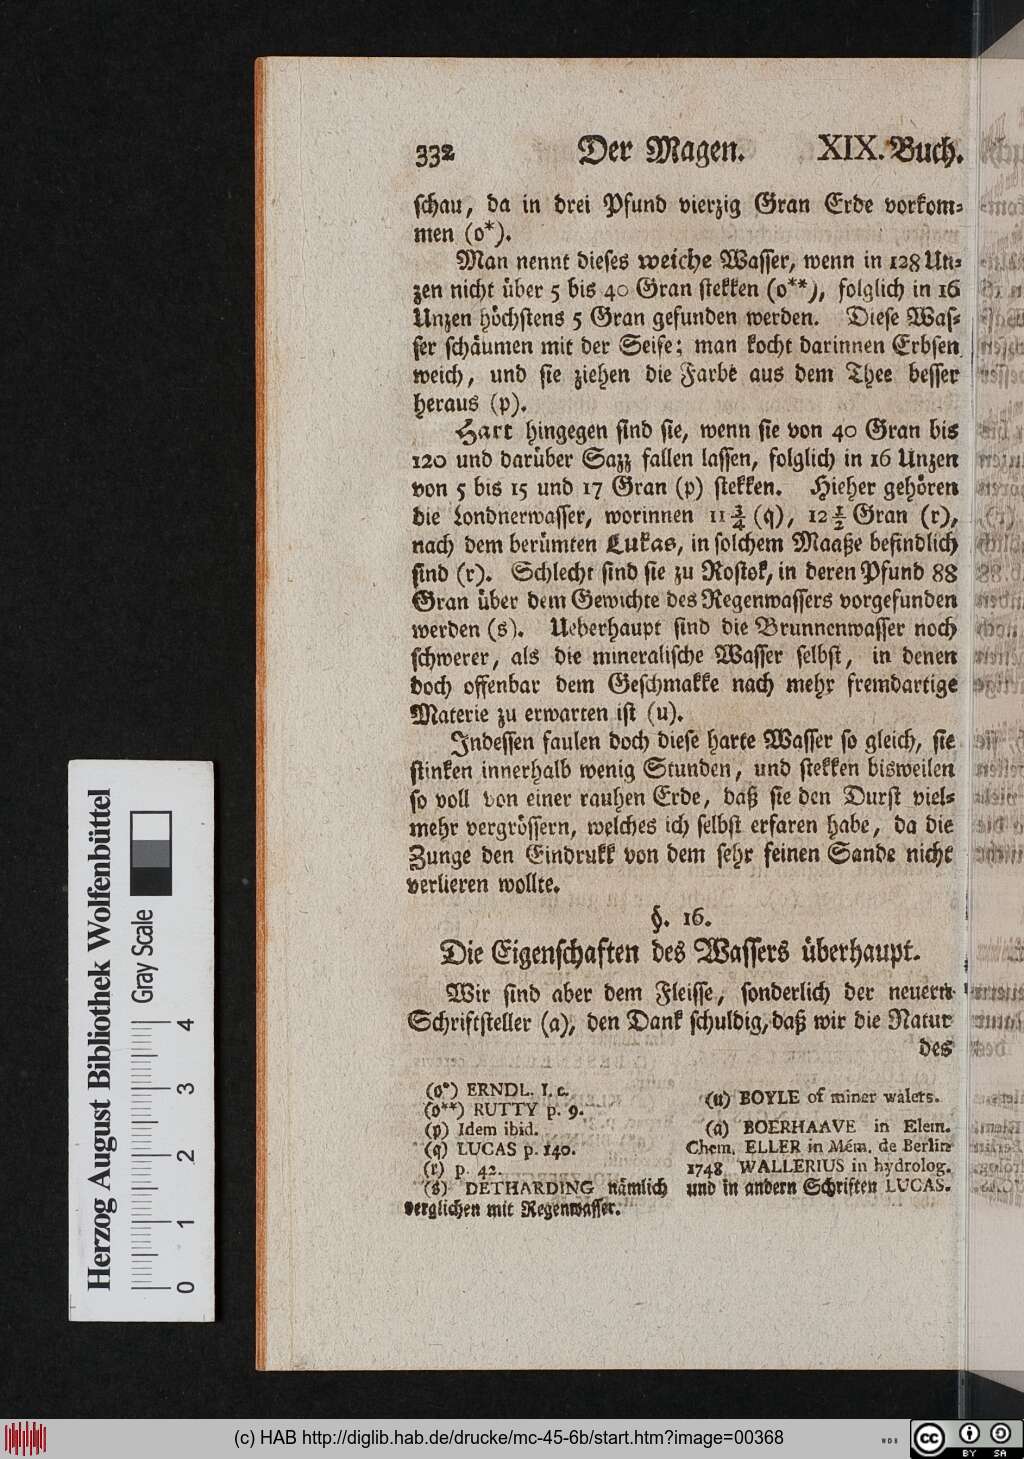 332 Der Magen. XIX. Buch.
schau, da in drei Pfund vierzig Gran Erde vorkom-
men (o*).
Man nennt dieses weiche Wasser, wenn in 128 Un-
zen nicht über 5 bis 40 Gran stekken (o**), folglich in 16
Unzen höchstens 5 Gran gefunden werden. Diese Was-
ser schäumen mit der Seife; man kocht darinnen Erbsen
weich, und sie ziehen die Farbe aus dem Thee besser
heraus (p).
Hart hingegen sind sie, wenn sie von 40 Gran bis
120 und darüber Sazz fallen lassen, folglich in 16 Unzen
von 5 bis 15 und 17 Gran (p) stekken. Hieher gehören
die Londnerwasser, worinnen 11 3/4 (q), 12 1/2 Gran (r),
nach dem berümten Lukas, in solchem Maaße befindlich
sind (r). Schlecht sind sie zu Rostok, in deren Pfund 88
Gran über dem Gewichte des Regenwassers vorgefunden
werden (s). Ueberhaupt sind die Brunnenwasser noch
schwerer, als die mineralische Wasser selbst, in denen
doch offenbar dem Geschmakke nach mehr fremdartige
Materie zu erwarten ist (u).
Indessen faulen doch diese harte Wasser so gleich, sie
stinken innerhalb wenig Stunden, und stekken bisweilen
so voll von einer rauhen Erde, daß sie den Durst viel-
mehr vergrössern, welches ich selbst erfaren habe, da die
Zunge den Eindrukk von dem sehr feinen Sande nicht
verlieren wollte.
§. 16.
Die Eigenschaften des Wassers überhaupt.
Wir sind aber dem Fleisse, sonderlich der neuern
Schriftsteller (a), den Dank schuldig, daß wir die Natur
des
(o*) ERNDL. l. c.
(o**) RUTTY p. 9.
(p) Idem ibid.
(q) LUCAS p. 140.
(r) p. 42.
(s) DETHARDING nämlich
verglichen mit Regenwasser.
(u) BOYLE of miner walers.
(a) BOERHAAVE in Elem.
Chem. ELLER in Mém. de Berlin
1748 WALLERIUS in hydrolog.
und in andern Schriften LUCAS.
Herzog August Bibliothek Wolfenbüttel
Gray Scale
0 1 2 3 4
(c) HAB http://diglib.hab.de/drucke/mc-45-6b/start.htm?image=00368
WDB
cc BY SA